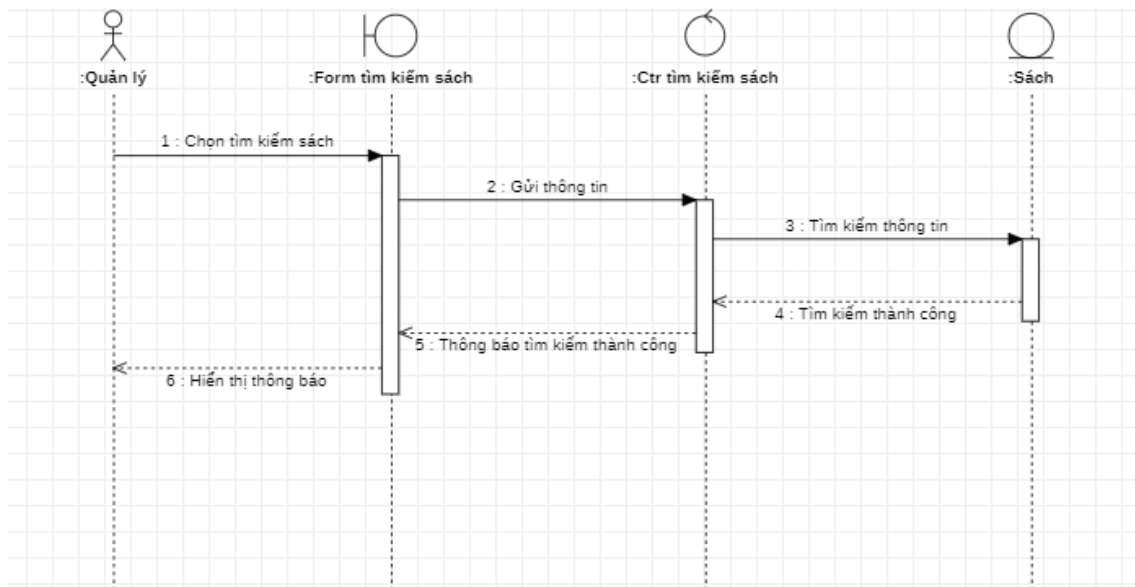 :Quản lý
:Form tìm kiếm sách
:Ctr tìm kiếm sách
:Sách
1 : Chọn tìm kiếm sách
2 : Gửi thông tin
3 : Tìm kiếm thông tin
4 : Tìm kiếm thành công
5 : Thông báo tìm kiếm thành công
6 : Hiển thị thông báo